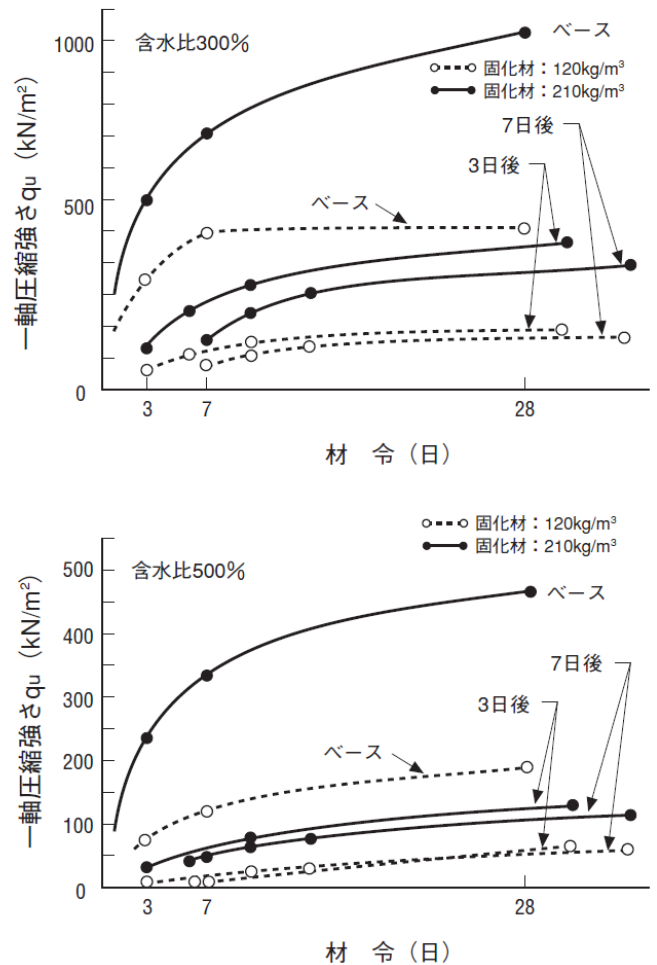 一軸圧縮強さqu（kN/m²）
含水比300％
1000
500
0
3
7
28
ベース
固化材：120kg/m³
固化材：210kg/m³
7日後
3日後
ベース
材　令（日）
一軸圧縮強さqu（kN/m²）
含水比500％
固化材：120kg/m³
固化材：210kg/m³
500
400
300
200
100
0
3
7
28
ベース
7日後
3日後
ベース
材　令（日）